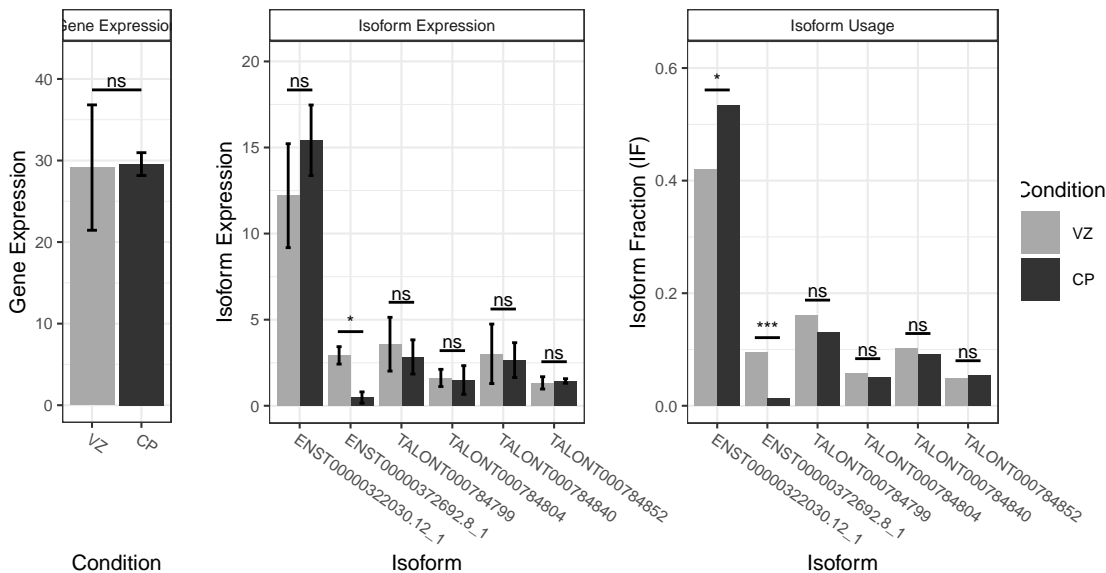 Gene Expression
Isoform Expression
Isoform Usage
Gene Expression
40
30
20
10
0
ns
VZ
CP
Condition
Isoform Expression
20
15
10
5
0
ns
*
ns
ns
ns
ns
ENST00000322030.12_1
ENST00000372692.8_1
TALONT000784799
TALONT000784804
TALONT000784840
TALONT000784852
Isoform
Isoform Fraction (IF)
0.6
0.4
0.2
0.0
*
***
ns
ns
ns
ns
ENST00000322030.12_1
ENST00000372692.8_1
TALONT000784799
TALONT000784804
TALONT000784840
TALONT000784852
Isoform
Condition
VZ
CP